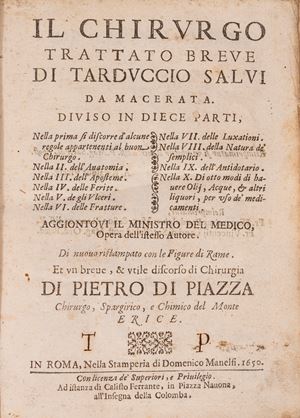 IL CHIRVRGO
TRATTATO BREVE
DI TARDVCCIO SALVI
DA MACERATA.
DIVISO IN DIECE PARTI,
Nella prima si discorre d'alcune
regole appartenenti al buon
Chirurgo.
Nella II. dell'Anatomia.
Nella III. dell'Aposteme.
Nella IV. delle Ferite.
Nella V. degli Vlceri.
Nella VI. delle Fratture.
Nella VII. delle Luxationi.
Nella VIII. della Natura de'
semplici.
Nella IX. dell'Antidotario.
Nella X. Di otto modi di ha-
uere Olij, Acque, & altri
liquori, per vso de' medi-
camenti.
AGGIONTOVI IL MINISTRO DEL MEDICO,
Opera dell'istesso Autore.
Di nuouo ristampato con le Figure di Rame.
Et vn breue, & vtile discorso di Chirurgia
DI PIETRO DI PIAZZA
Chirurgo, Spargirico, e Chimico del Monte
ERICE.
T P
IN ROMA, Nella Stamperia di Domenico Manelfi. 1650.
Con licenza de' Superiori, e Priuilegio.
Ad istanza di Calisto Ferrante, in Piazza Nauona,
all'Insegna della Colomba.